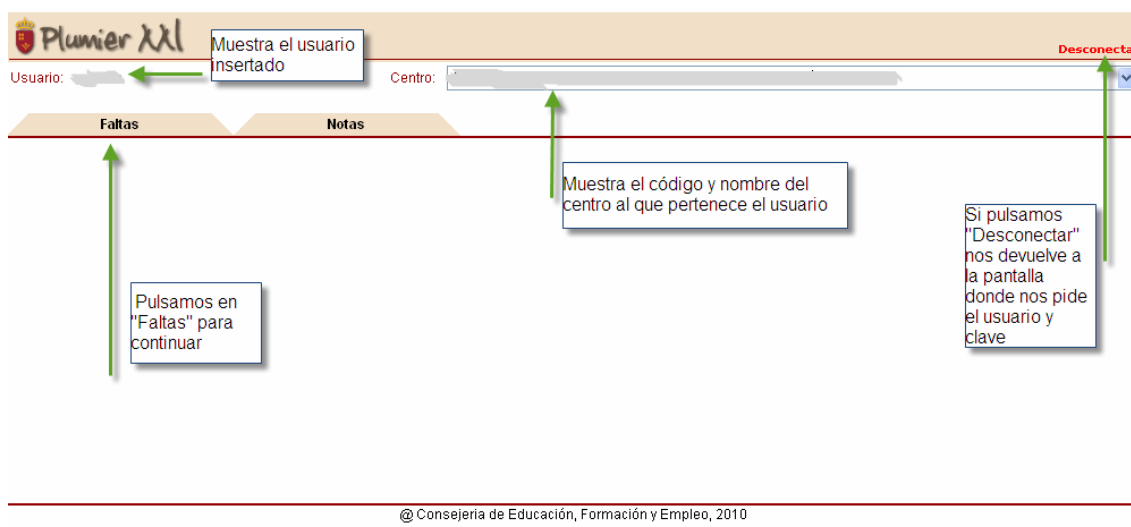 Plumier XXI
Muestra el usuario
insertado
Desconecta
Usuario:
Centro:
Faltas
Notas
Muestra el código y nombre del
centro al que pertenece el usuario
Si pulsamos
"Desconectar"
nos devuelve a
la pantalla
donde nos pide
el usuario y
clave
Pulsamos en
"Faltas" para
continuar
@ Consejeria de Educación, Formación y Empleo, 2010